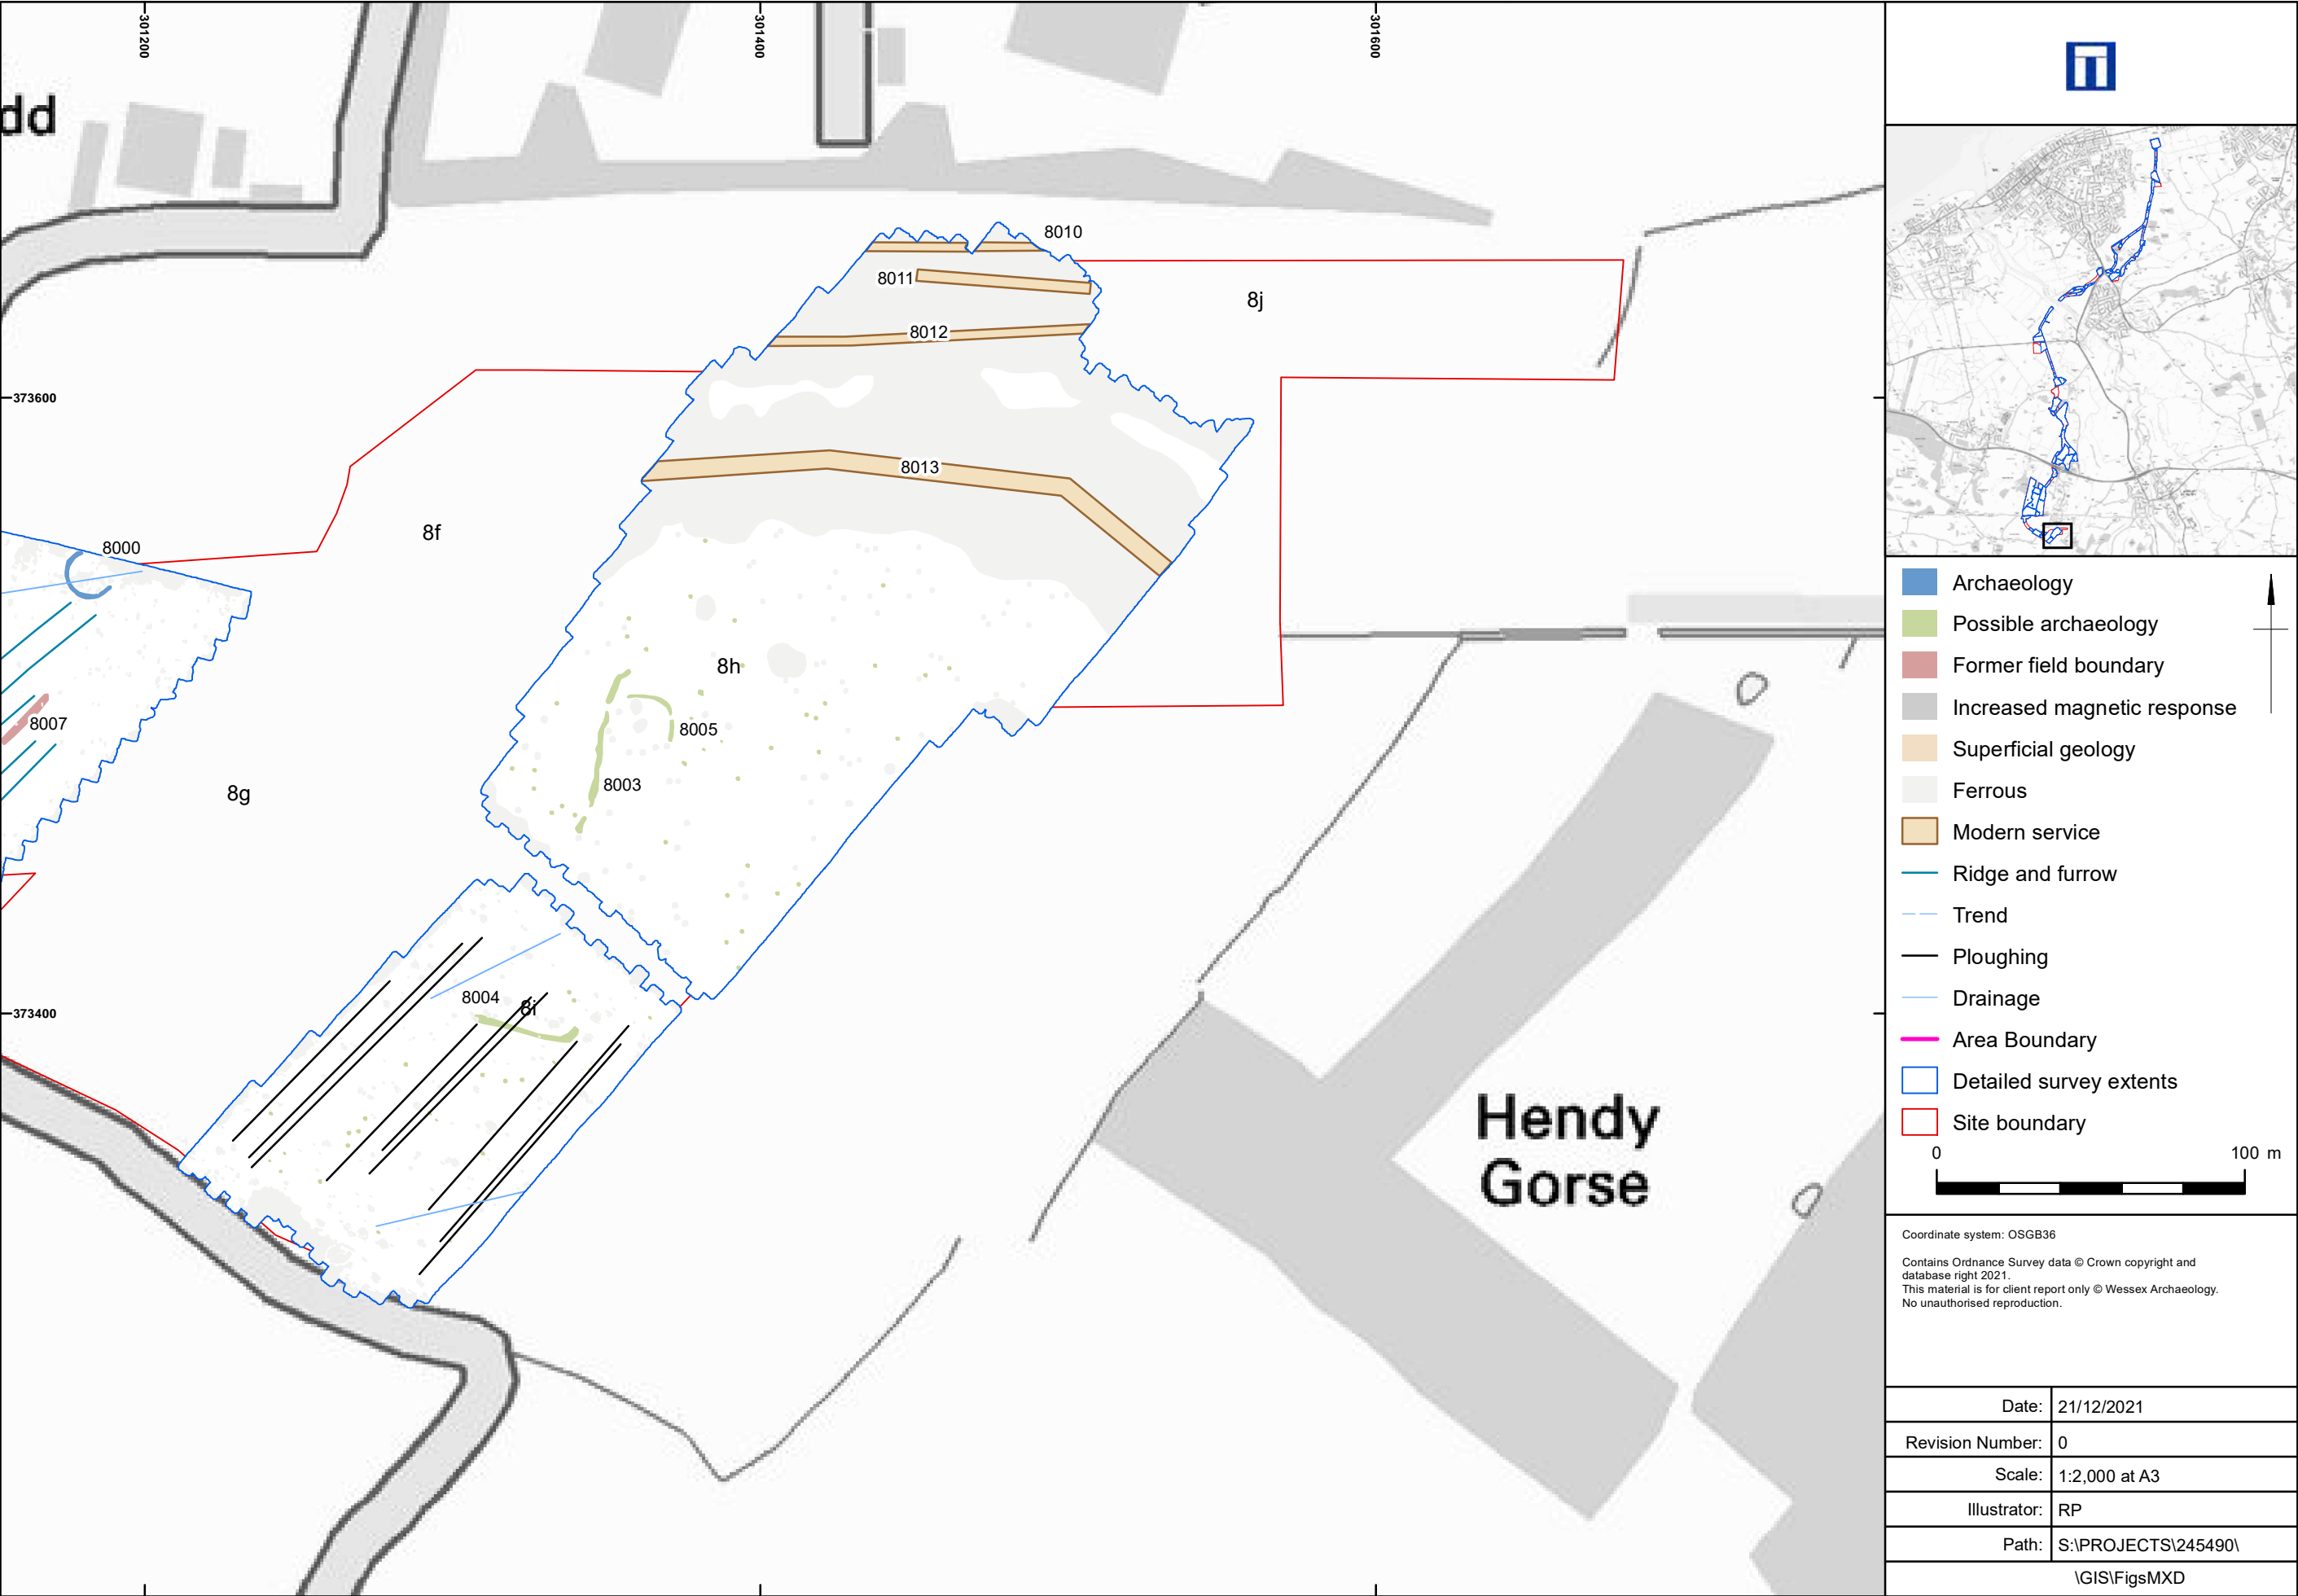 301200
301400
301600
dd
8010
8011
8j
8012
373600
8013
8f
8000
8h
8007
8005
8003
8g
8004
8i
373400
Hendy
Gorse
Archaeology
Possible archaeology
Former field boundary
Increased magnetic response
Superficial geology
Ferrous
Modern service
Ridge and furrow
Trend
Ploughing
Drainage
Area Boundary
Detailed survey extents
Site boundary
0 100 m
Coordinate system: OSGB36
Contains Ordnance Survey data © Crown copyright and
database right 2021.
This material is for client report only © Wessex Archaeology.
No unauthorised reproduction.
Date: 21/12/2021
Revision Number: 0
Scale: 1:2,000 at A3
Illustrator: RP
Path: S:\PROJECTS\245490\
\GIS\FigsMXD